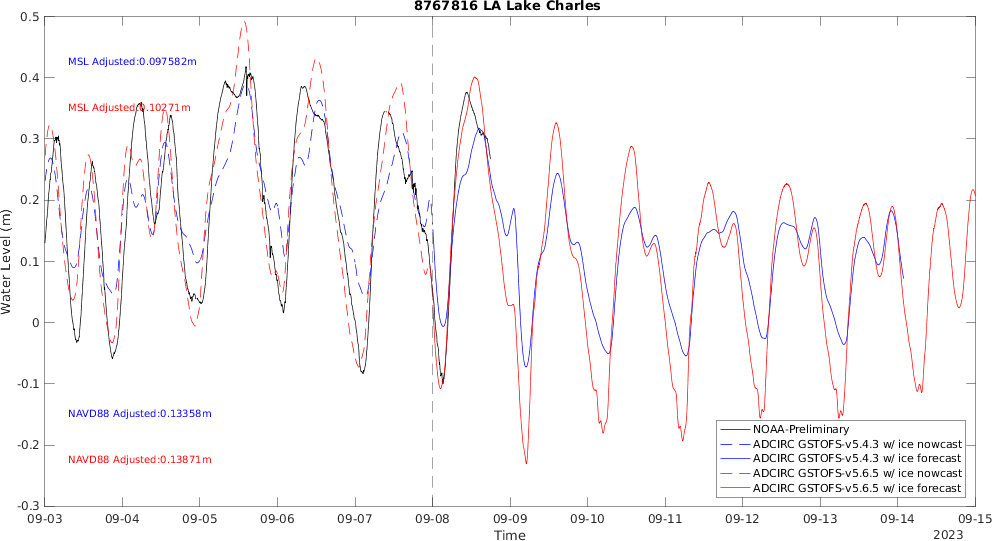 8767816 LA Lake Charles
0.5
0.4
0.3
0.2
0.1
0
-0.1
-0.2
-0.3
Water Level (m)
MSL Adjusted:0.097582m
MSL Adjusted:0.10271m
NAVD88 Adjusted:0.13358m
NAVD88 Adjusted:0.13871m
NOAA-Preliminary
ADCIRC GSTOFS-v5.4.3 w/ ice nowcast
ADCIRC GSTOFS-v5.4.3 w/ ice forecast
ADCIRC GSTOFS-v5.6.5 w/ ice nowcast
ADCIRC GSTOFS-v5.6.5 w/ ice forecast
09-03 09-04 09-05 09-06 09-07 09-08 09-09 09-10 09-11 09-12 09-13 09-14 09-15
Time
2023